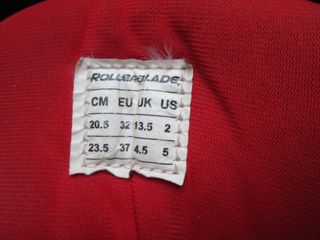 ROLLERBLADE
CM EU UK US
20.5 32 13.5 2
23.5 37 4.5 5